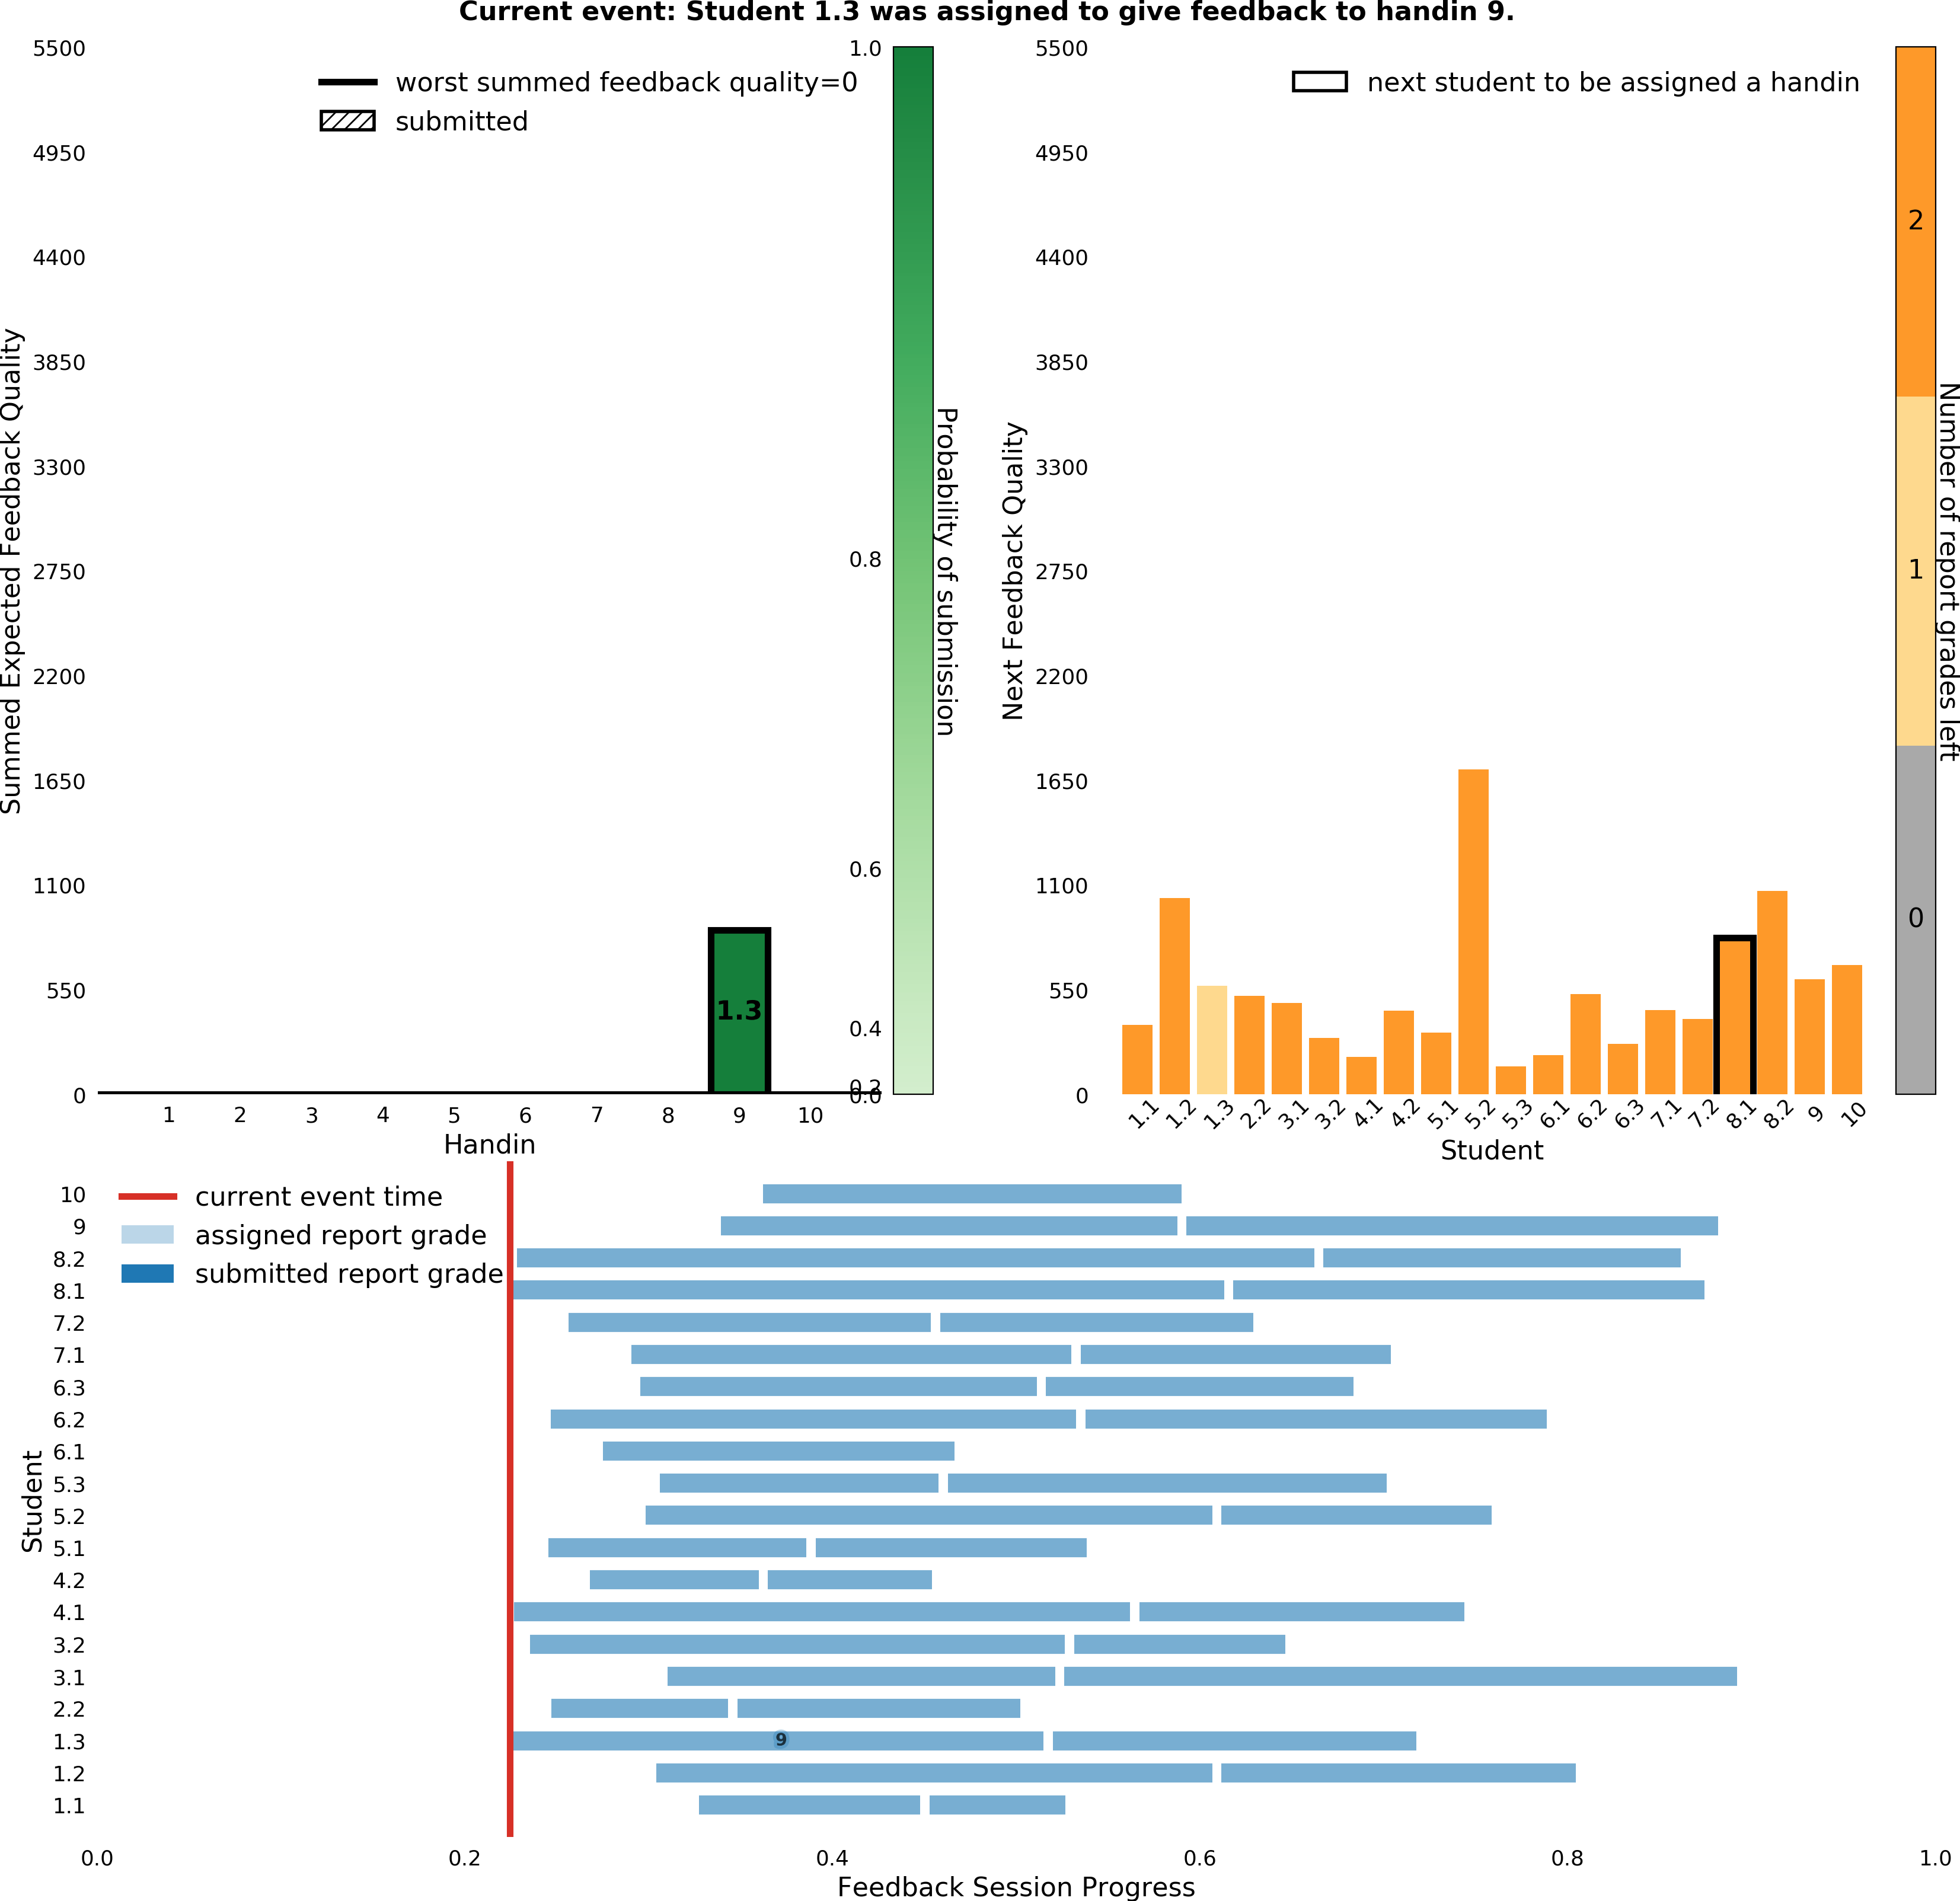 Current event: Student 1.3 was assigned to give feedback to handin 9.
5500
4950
4400
3850
3300
2750
2200
1650
1100
550
0
Summed Expected Feedback Quality
worst summed feedback quality=0
submitted
1.3
1 2 3 4 5 6 7 8 9 10
Handin
1.0
0.8
0.6
0.4
0.2
0.0
Probability of submission
5500
4950
4400
3850
3300
2750
2200
1650
1100
550
0
Next Feedback Quality
next student to be assigned a handin
1.1 1.2 1.3 2.2 3.1 3.2 4.1 4.2 5.1 5.2 5.3 6.1 6.2 6.3 7.1 7.2 8.1 8.2 9 10
Student
2
1
0
Number of report grades left
current event time
assigned report grade
submitted report grade
10
9
8.2
8.1
7.2
7.1
6.3
6.2
6.1
5.3
5.2
5.1
4.2
4.1
3.2
3.1
2.2
1.3
1.2
1.1
Student
9
0.0 0.2 0.4 0.6 0.8 1.0
Feedback Session Progress